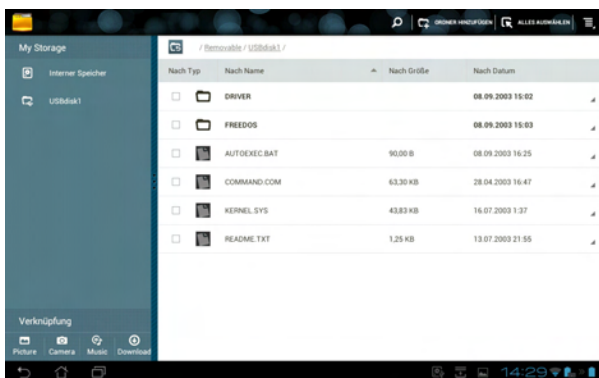 ORDNER HINZUFÜGEN ALLES AUSWÄHLEN
My Storage
/ Removable / USBdisk1 /
Interner Speicher
USBdisk1
Nach Typ Nach Name Nach Größe Nach Datum
DRIVER 08.09.2003 15:02
FREEDOS 08.09.2003 15:03
AUTOEXEC.BAT 90,00 B 08.09.2003 16:25
COMMAND.COM 63,30 KB 28.04.2003 16:47
KERNEL.SYS 43,83 KB 16.07.2003 1:37
README.TXT 1,25 KB 13.07.2003 21:55
Verknüpfung
Picture Camera Music Download
14:29